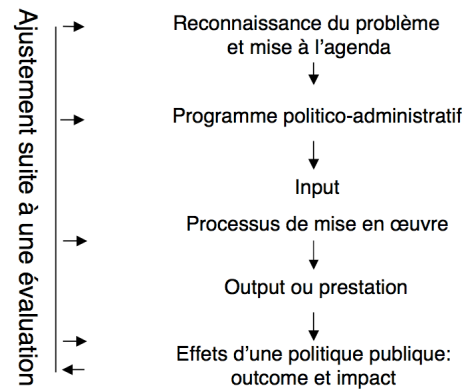 Ajustement suite à une évaluation
Reconnaissance du problème
et mise à l'agenda
Programme politico-administratif
Input
Processus de mise en œuvre
Output ou prestation
Effets d'une politique publique:
outcome et impact